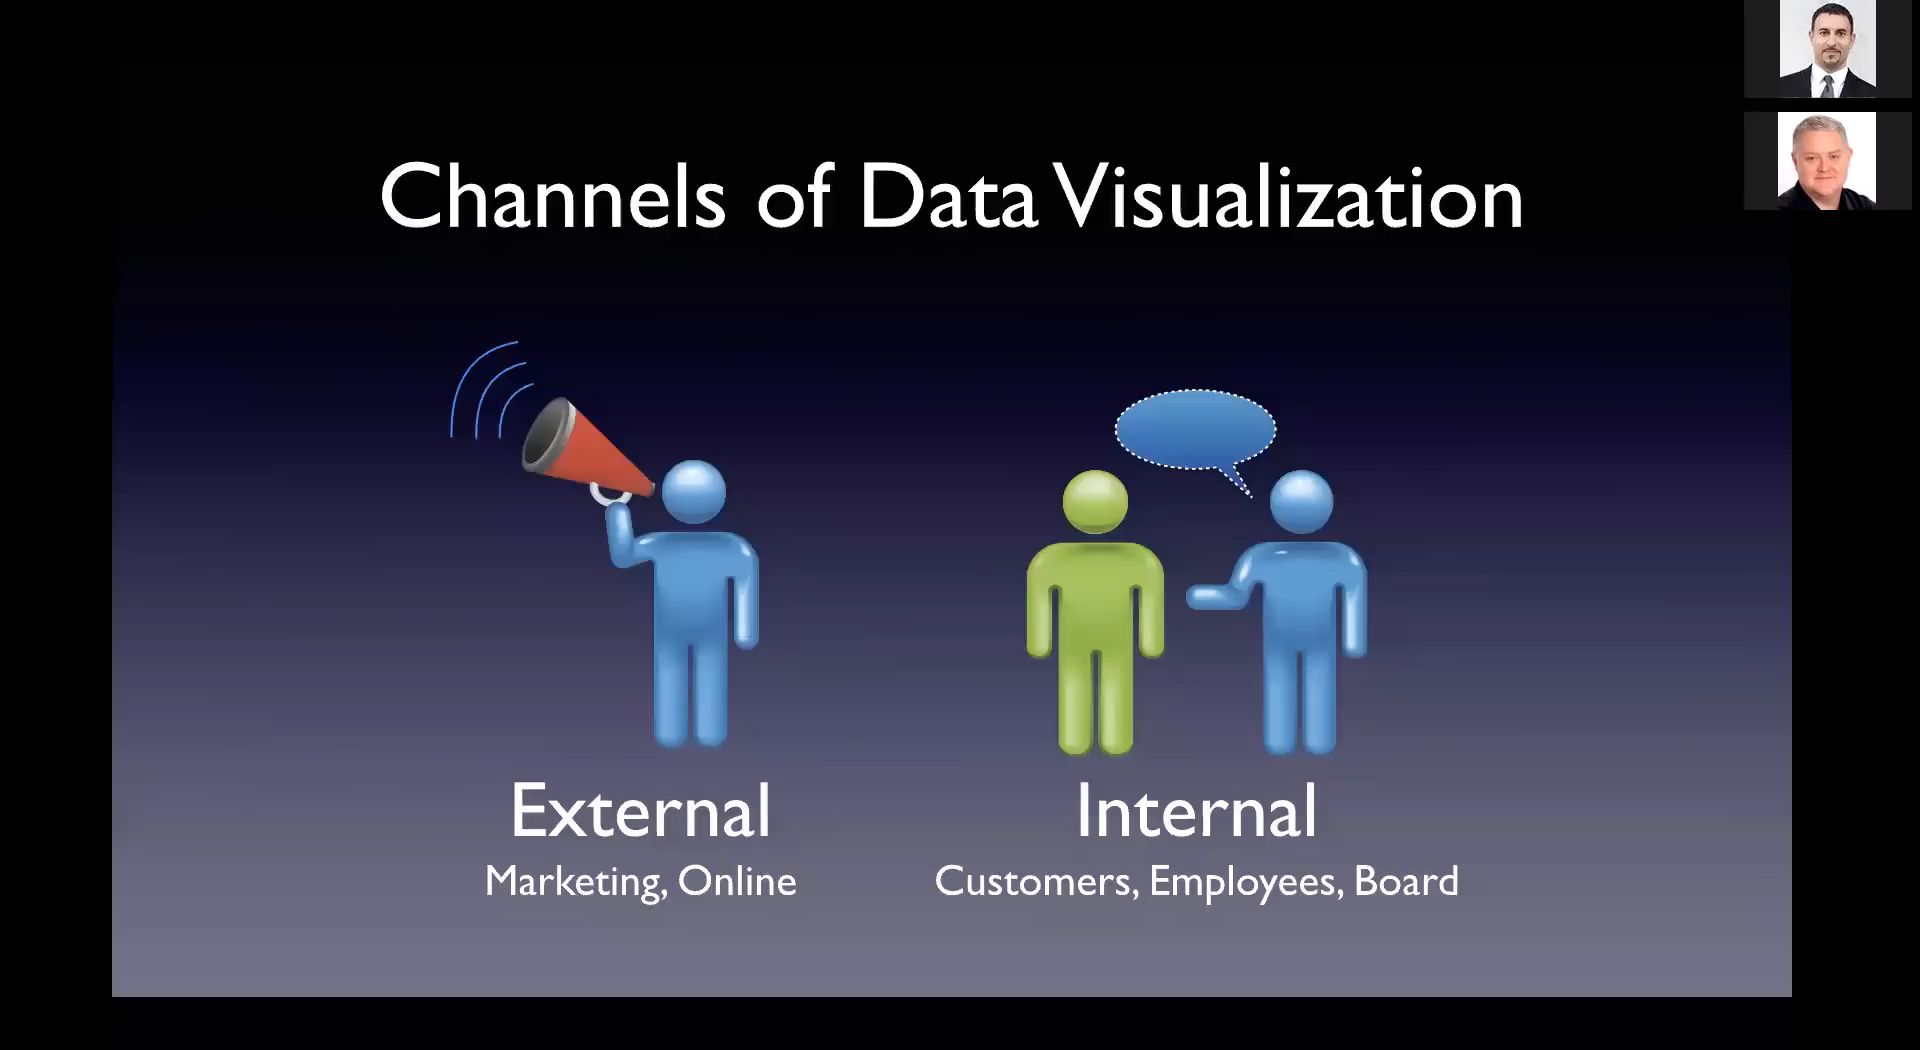 Channels of Data Visualization
External
Marketing, Online
Internal
Customers, Employees, Board